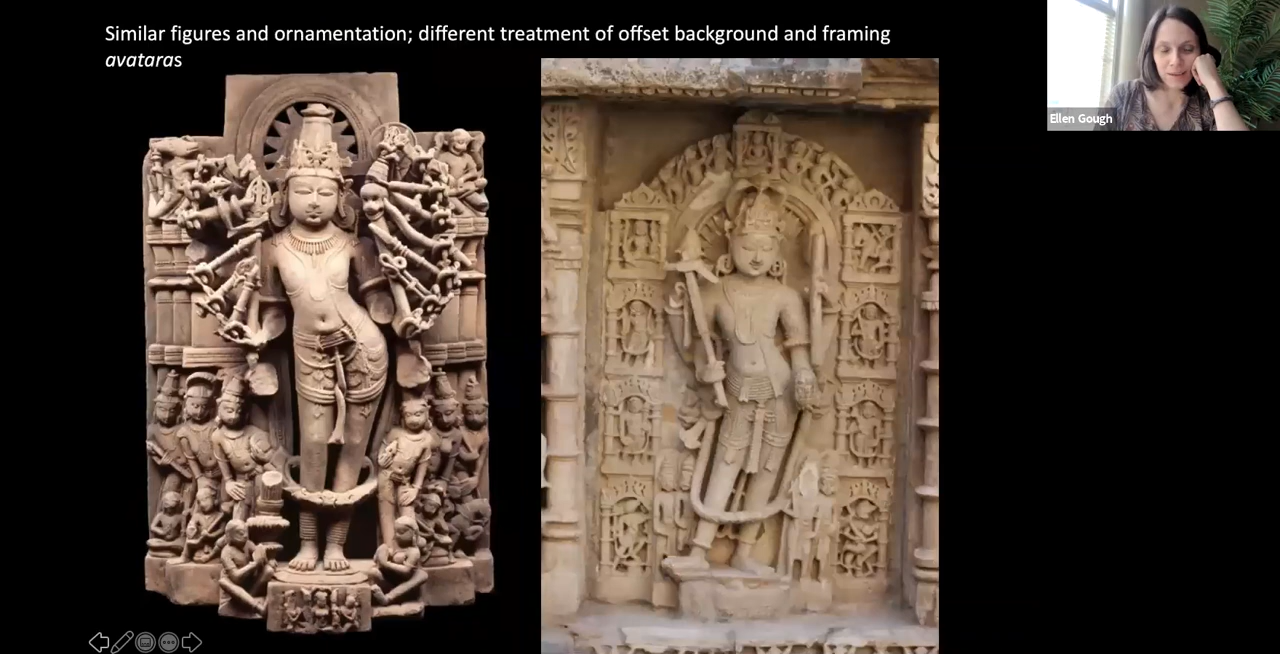 Similar figures and ornamentation; different treatment of offset background and framing
avataras
Ellen Gough